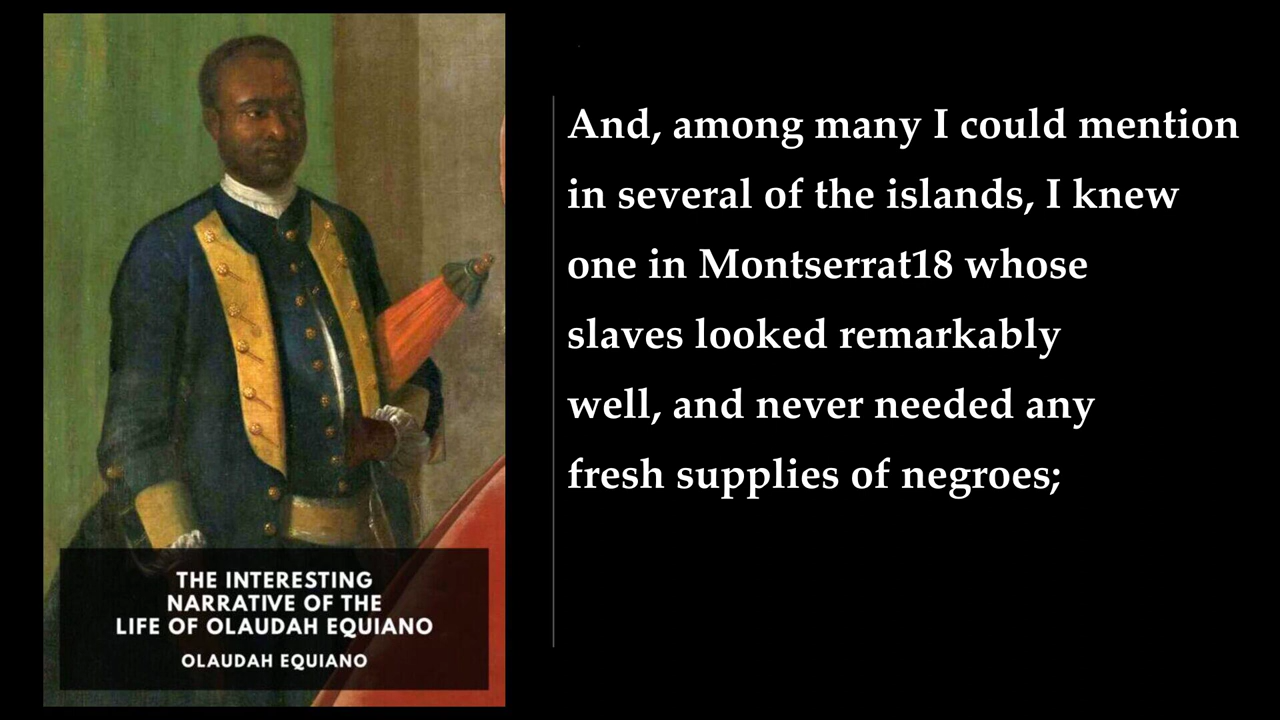 THE INTERESTING
NARRATIVE OF THE
LIFE OF OLAUDAH EQUIANO
OLAUDAH EQUIANO
And, among many I could mention
in several of the islands, I knew
one in Montserrat18 whose
slaves looked remarkably
well, and never needed any
fresh supplies of negroes;